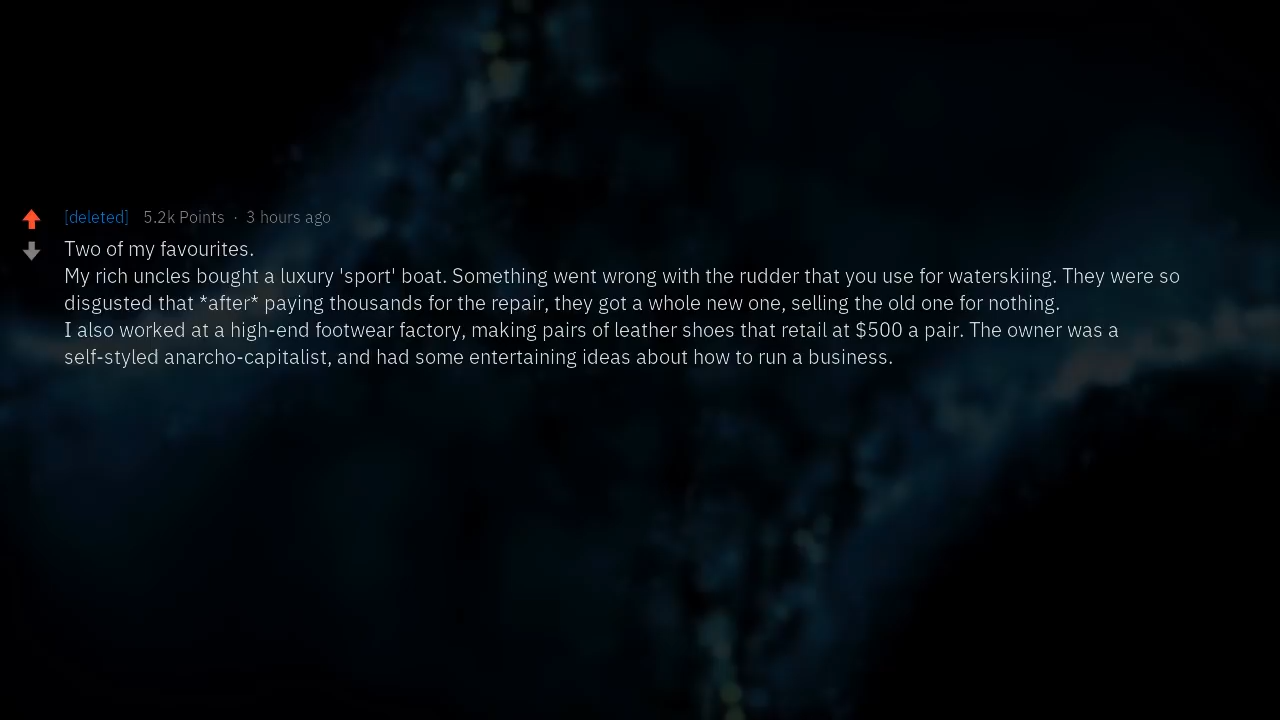 [deleted] 5.2k Points · 3 hours ago
Two of my favourites.
My rich uncles bought a luxury 'sport' boat. Something went wrong with the rudder that you use for waterskiing. They were so
disgusted that *after* paying thousands for the repair, they got a whole new one, selling the old one for nothing.
I also worked at a high-end footwear factory, making pairs of leather shoes that retail at $500 a pair. The owner was a
self-styled anarcho-capitalist, and had some entertaining ideas about how to run a business.